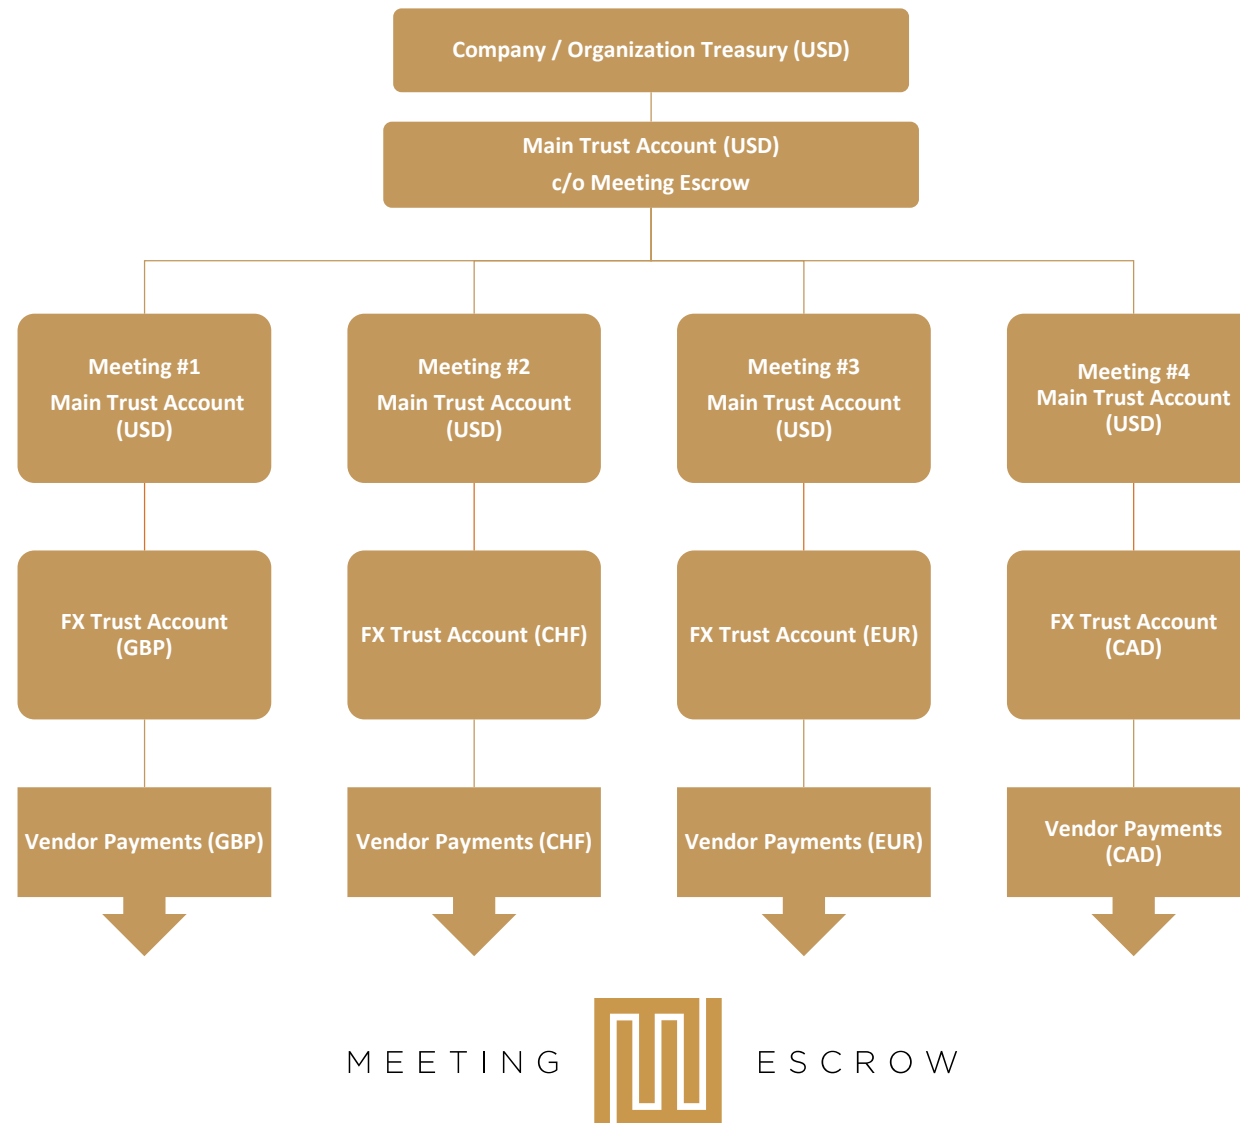 Company / Organization Treasury (USD)
Main Trust Account (USD)
c/o Meeting Escrow
Meeting #1
Main Trust Account
(USD)
Meeting #2
Main Trust Account
(USD)
Meeting #3
Main Trust Account
(USD)
Meeting #4
Main Trust Account
(USD)
FX Trust Account
(GBP)
FX Trust Account (CHF)
FX Trust Account (EUR)
FX Trust Account
(CAD)
Vendor Payments (GBP)
Vendor Payments (CHF)
Vendor Payments (EUR)
Vendor Payments
(CAD)
MEETING ESCROW